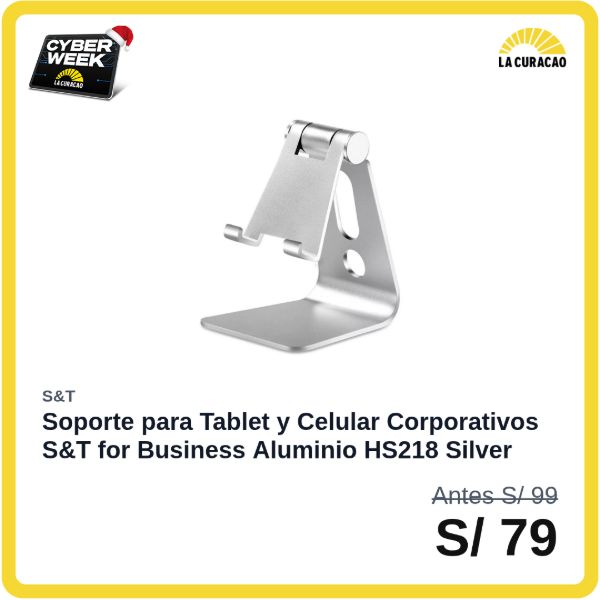 CYBER
WEEK
LA CURACAO
LA CURACAO
S&T
Soporte para Tablet y Celular Corporativos
S&T for Business Aluminio HS218 Silver
Antes S/ 99
S/ 79